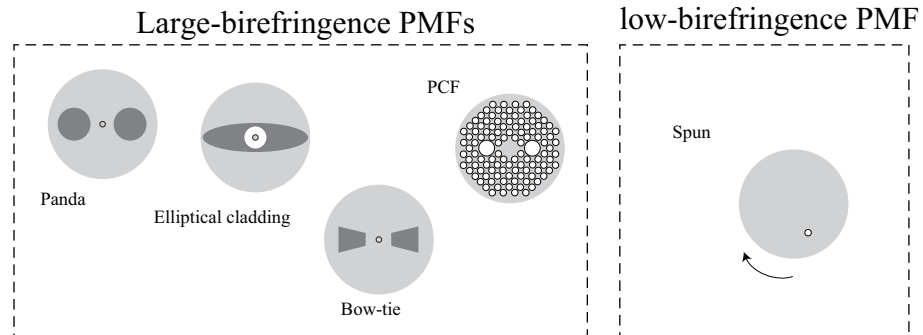 Large-birefringence PMFs
low-birefringence PMF
PCF
Panda
Elliptical cladding
Bow-tie
Spun